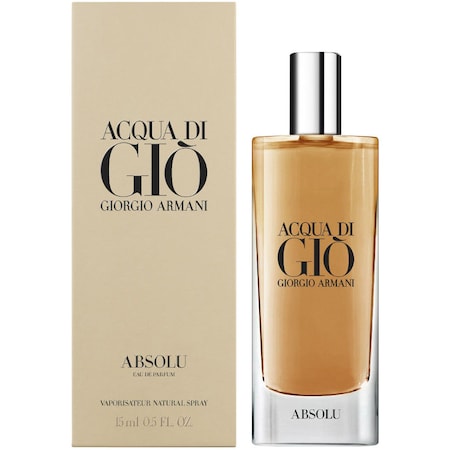 ACQUA DI
GIÒ
GIORGIO ARMANI
ABSOLU
EAU DE PARFUM
VAPORISATEUR NATURAL SPRAY
15 ml 0.5 FL. OZ.
ACQUA DI
GIÒ
GIORGIO ARMANI
ABSOLU